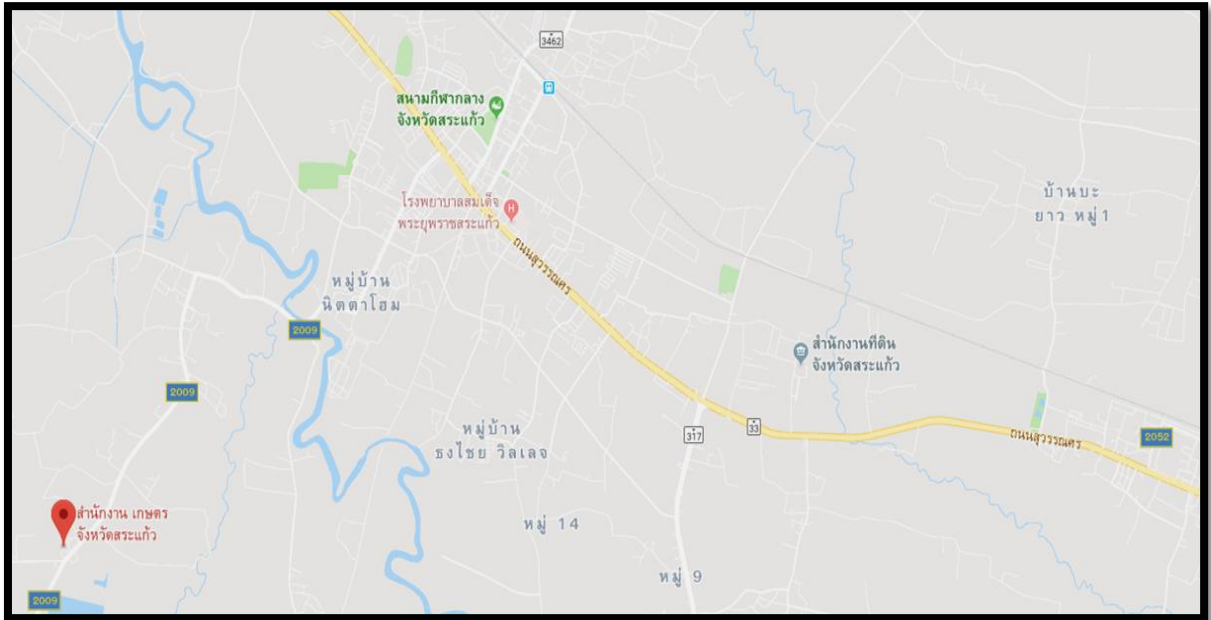 3462
สนามกีฬากลาง
จังหวัดสระแก้ว
บ้านบะ
ยาว หมู่1
โรงพยาบาลสมเด็จ
พระยุพราชสระแก้ว
ถนนสุวรรณศร
หมู่บ้าน
นิตตาโฮม
2009
สำนักงานที่ดิน
จังหวัดสระแก้ว
2009
หมู่บ้าน
ธงไชย วิลเลจ
317
33
ถนนสุวรรณศร
2052
สำนักงาน เกษตร
จังหวัดสระแก้ว
หมู่ 14
หมู่ 9
2009